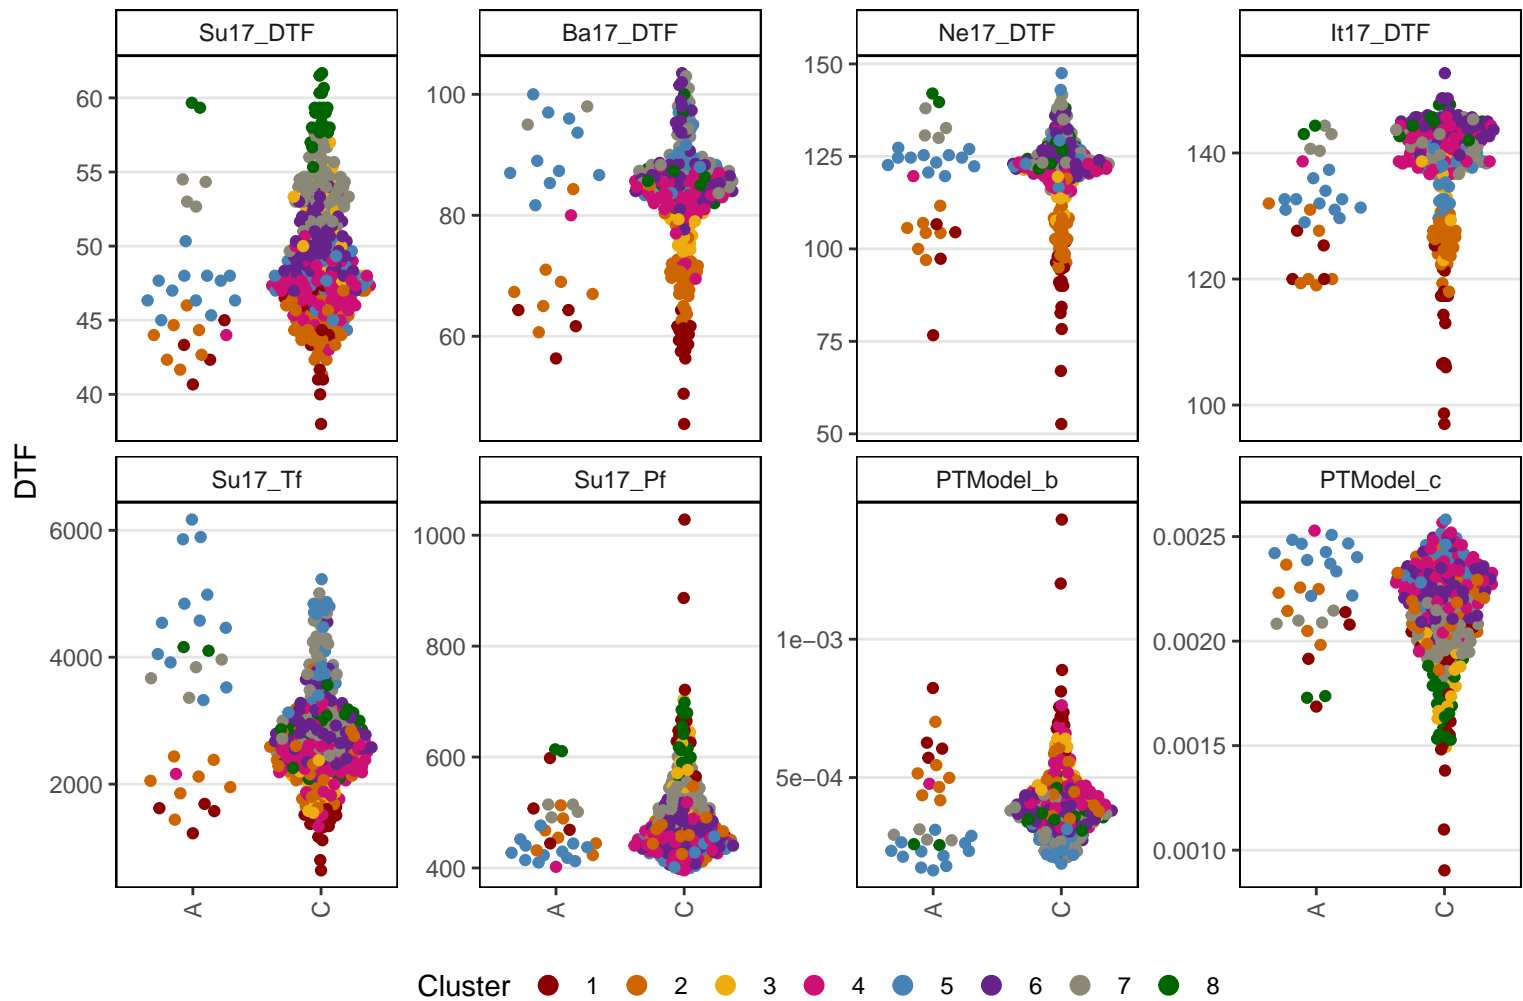 DTF
Su17_DTF
60
55
50
45
40
Ba17_DTF
100
80
60
Ne17_DTF
150
125
100
75
50
It17_DTF
140
120
100
Su17_Tf
6000
4000
2000
A C
Su17_Pf
1000
800
600
400
A C
PTModel_b
1e−03
5e−04
A C
PTModel_c
0.0025
0.0020
0.0015
0.0010
A C
Cluster 1 2 3 4 5 6 7 8